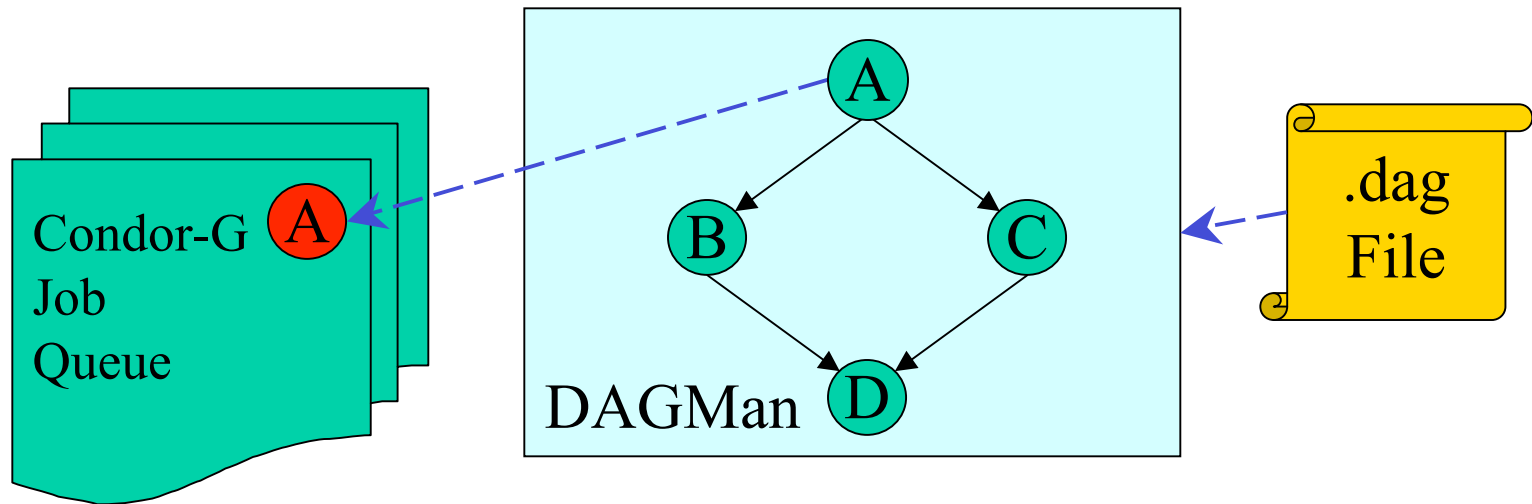 Condor-G
Job
Queue
A
A
B
C
D
DAGMan
.dag
File